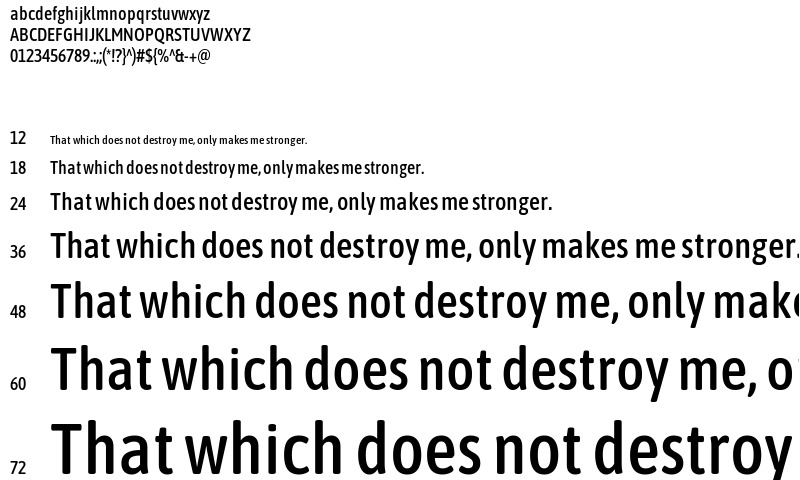 abcdefghijklmnopqrstuvwxyz
ABCDEFGHIJKLMNOPQRSTUVWXYZ
0123456789.:,;(*!?}^)#${%^&-+@
12 That which does not destroy me, only makes me stronger.
18 That which does not destroy me, only makes me stronger.
24 That which does not destroy me, only makes me stronger.
36 That which does not destroy me, only makes me stronger.
48 That which does not destroy me, only make
60 That which does not destroy me, o
72 That which does not destroy